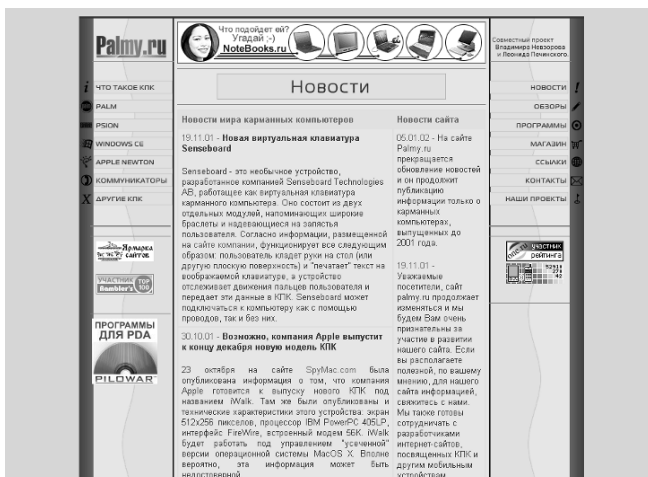 Palmy.ru
Что подойдет ей?
Угадай ;-)
NoteBooks.ru
Совместный проект
Владимира Невзорова
и Леонида Печинского.
ЧТО ТАКОЕ КПК
PALM
PSION
WINDOWS CE
APPLE NEWTON
КОММУНИКАТОРЫ
ДРУГИЕ КПК
Ярмарка
сайтов
УЧАСТНИК
Rambler's
TOP
100
ПРОГРАММЫ
ДЛЯ PDA
PILOWAR
Новости
Новости мира карманных компьютеров
19.11.01 - Новая виртуальная клавиатура
Senseboard
Senseboard - это необычное устройство,
разработанное компанией Senseboard Technologies
AB, работащее как виртуальная клавиатура
карманного компьютера. Оно состоит из двух
отдельных модулей, напоминающих широкие
браслеты и надевающиеся на запястья
пользователя. Согласно информации, размещенной
на сайте компании, функционирует все следующим
образом: пользователь кладет руки на стол (или
другую плоскую поверхность) и "печатает" текст на
воображаемой клавиатуре, а устройство
отслеживает движения пальцев пользователя и
передает эти данные в КПК. Senseboard может
подключаться к компьютеру как с помощью
проводов, так и без них.
30.10.01 - Возможно, компания Apple выпустит
к концу декабря новую модель КПК
23 октября на сайте SpyMac.com была
опубликована информация о том, что компания
Apple готовится к выпуску нового КПК под
названием iWalk. Там же были опубликованы и
технические характеристики этого устройства: экран
512x256 пикселов, процессор IBM PowerPC 405LP,
интерфейс FireWire, встроенный модем 56K. iWalk
будет работать под управлением "усеченной"
версии операционной системы MacOS X. Вполне
вероятно, эта информация может быть
недостоверной.
Новости сайта
05.01.02 - На сайте
Palmy.ru
прекращается
обновление новостей
и он продолжит
публикацию
информации только о
карманных
компьютерах,
выпущенных до
2001 года.
19.11.01 -
Уважаемые
посетители, сайт
palmy.ru продолжает
изменяться и мы
будем Вам очень
признательны за
участие в развитии
нашего сайта. Если
вы располагаете
полезной, по вашему
мнению, для нашего
сайта информацией,
свяжитесь с нами.
Мы также готовы
сотрудничать с
разработчиками
интернет-сайтов,
посвященных КПК и
другим мобильным
устройствам
НОВОСТИ
ОБЗОРЫ
ПРОГРАММЫ
МАГАЗИН
ССЫЛКИ
КОНТАКТЫ
НАШИ ПРОЕКТЫ
участник
рейтинга